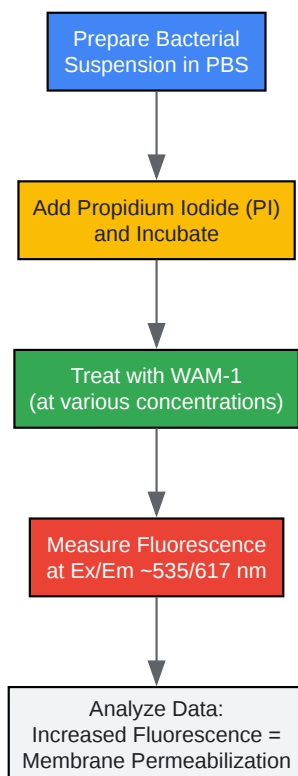 Prepare Bacterial
Suspension in PBS
Add Propidium Iodide (PI)
and Incubate
Treat with WAM-1
(at various concentrations)
Measure Fluorescence
at Ex/Em ~535/617 nm
Analyze Data:
Increased Fluorescence =
Membrane Permeabilization